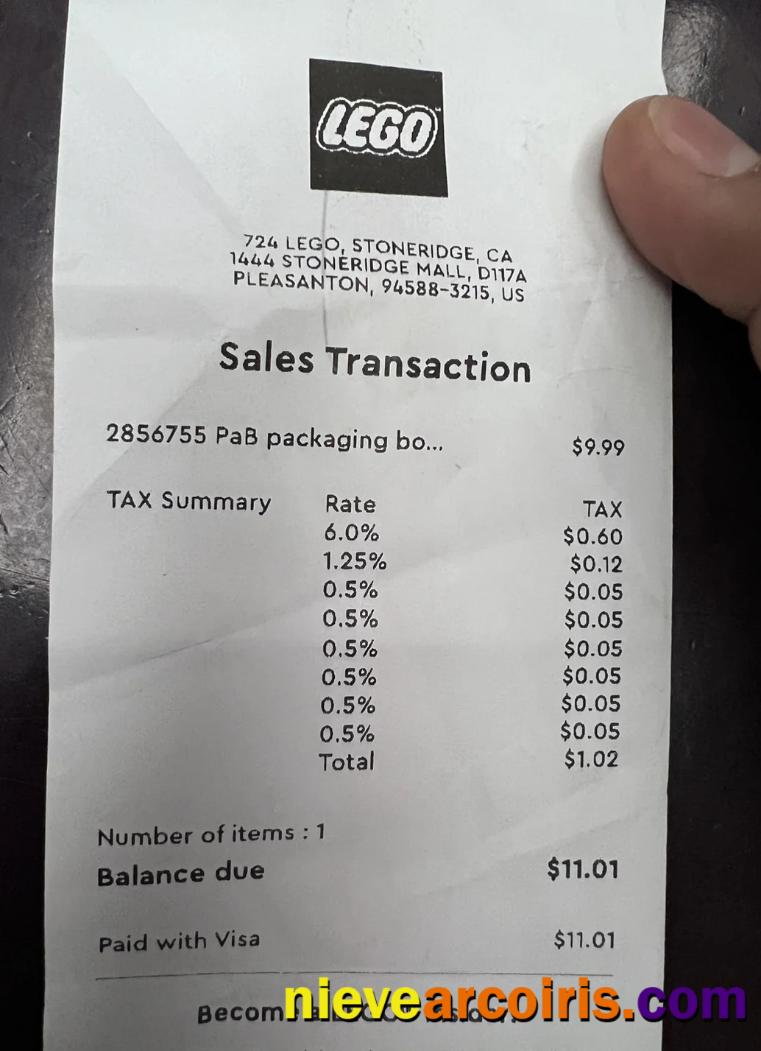 LEGO
724 LEGO, STONERIDGE, CA
1444 STONERIDGE MALL, D117A
PLEASANTON, 94588-3215, US
Sales Transaction
2856755 PaB packaging bo... $9.99
TAX Summary Rate TAX
6.0% $0.60
1.25% $0.12
0.5% $0.05
0.5% $0.05
0.5% $0.05
0.5% $0.05
0.5% $0.05
0.5% $0.05
Total $1.02
Number of items : 1
Balance due $11.01
Paid with Visa $11.01
nievearcoiris.com